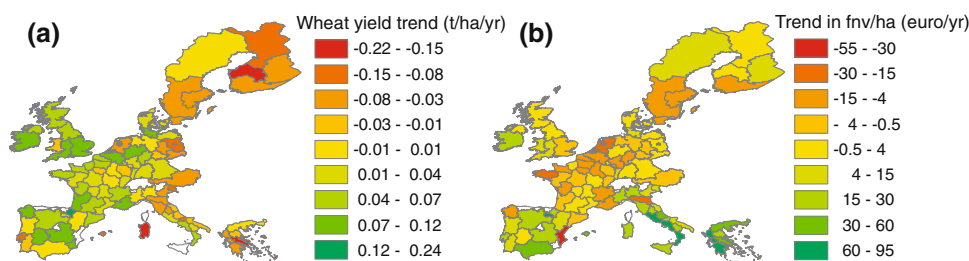 (a)
Wheat yield trend (t/ha/yr)
-0.22 - -0.15
-0.15 - -0.08
-0.08 - -0.03
-0.03 - -0.01
-0.01 - 0.01
0.01 - 0.04
0.04 - 0.07
0.07 - 0.12
0.12 - 0.24
(b)
Trend in fnv/ha (euro/yr)
-55 - -30
-30 - -15
-15 - -4
- 4 - -0.5
-0.5 - 4
4 - 15
15 - 30
30 - 60
60 - 95